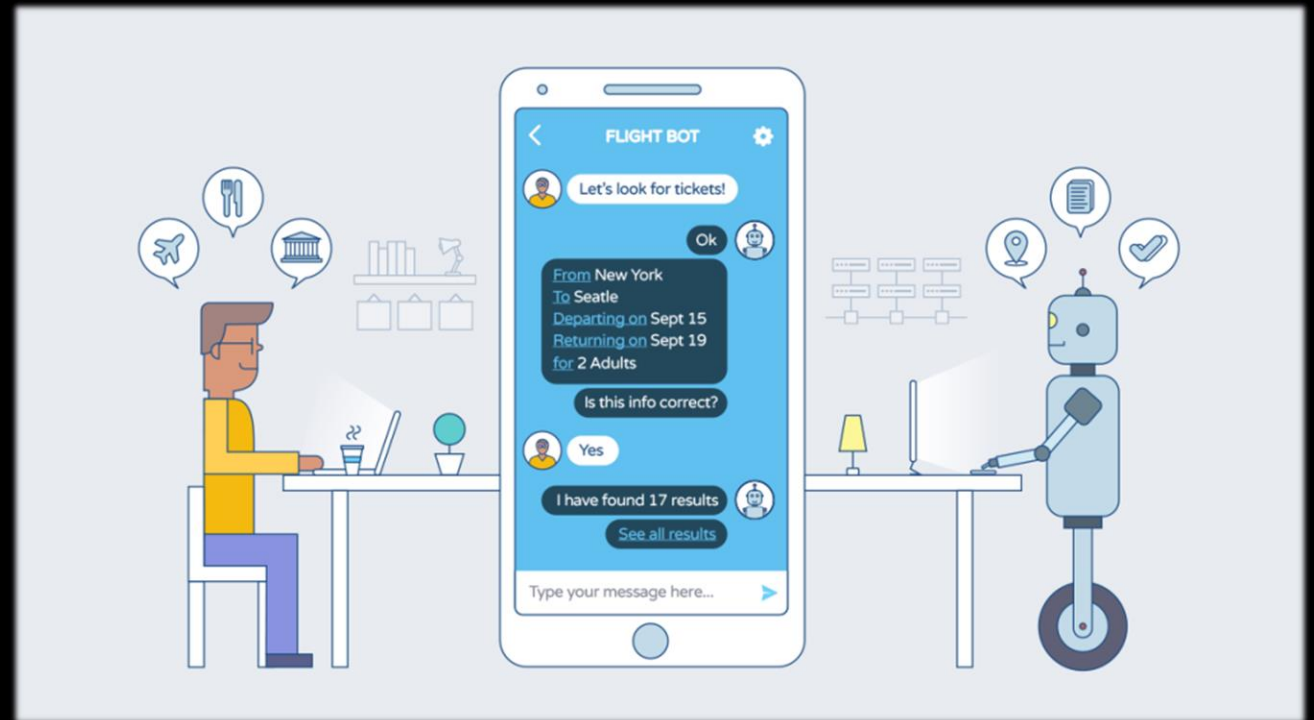 FLIGHT BOT
Let's look for tickets!
Ok
From New York
To Seatle
Departing on Sept 15
Returning on Sept 19
for 2 Adults
Is this info correct?
Yes
I have found 17 results
See all results
Type your message here...